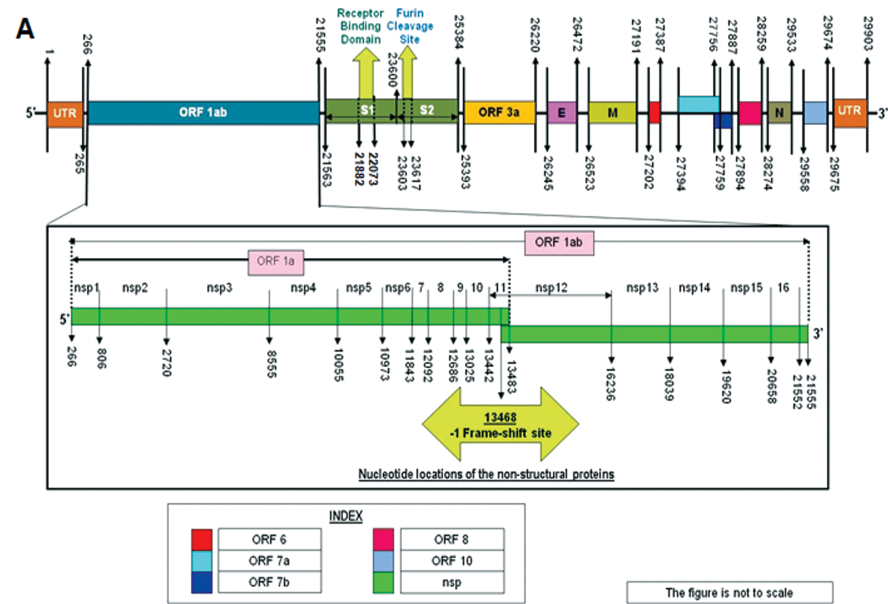 A
Receptor
Binding
Domain
Furin
Cleavage
Site
1
266
21555
23600
25384
26220
26472
27191
27387
27756
27887
28259
29533
29674
29903
5'
UTR
ORF 1ab
S1
S2
ORF 3a
E
M
N
UTR
3'
265
21563
21882
22073
23603
23617
25393
26245
26523
27202
27394
27759
27894
28274
29558
29675
ORF 1ab
ORF 1a
nsp1 nsp2 nsp3 nsp4 nsp5 nsp6 7 8 9 10 11 nsp12 nsp13 nsp14 nsp15 16
5'
3'
266
806
2720
8555
10055
10973
11843
12092
12686
13025
13442
13483
16236
18039
19620
20658
21552
21555
13468
-1 Frame-shift site
Nucleotide locations of the non-structural proteins
INDEX
ORF 6
ORF 8
ORF 7a
ORF 10
ORF 7b
nsp
The figure is not to scale